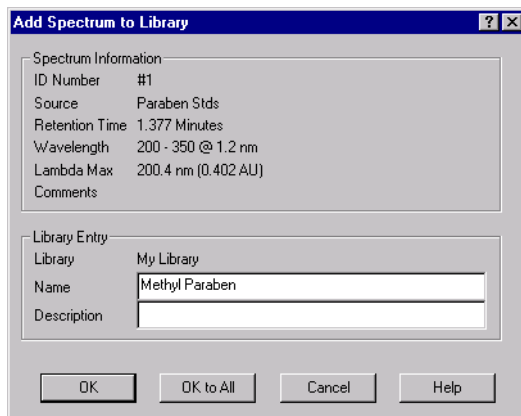 Add Spectrum to Library
Spectrum Information
ID Number #1
Source Paraben Stds
Retention Time 1.377 Minutes
Wavelength 200 - 350 @ 1.2 nm
Lambda Max 200.4 nm (0.402 AU)
Comments
Library Entry
Library My Library
Name Methyl Paraben
Description
OK OK to All Cancel Help